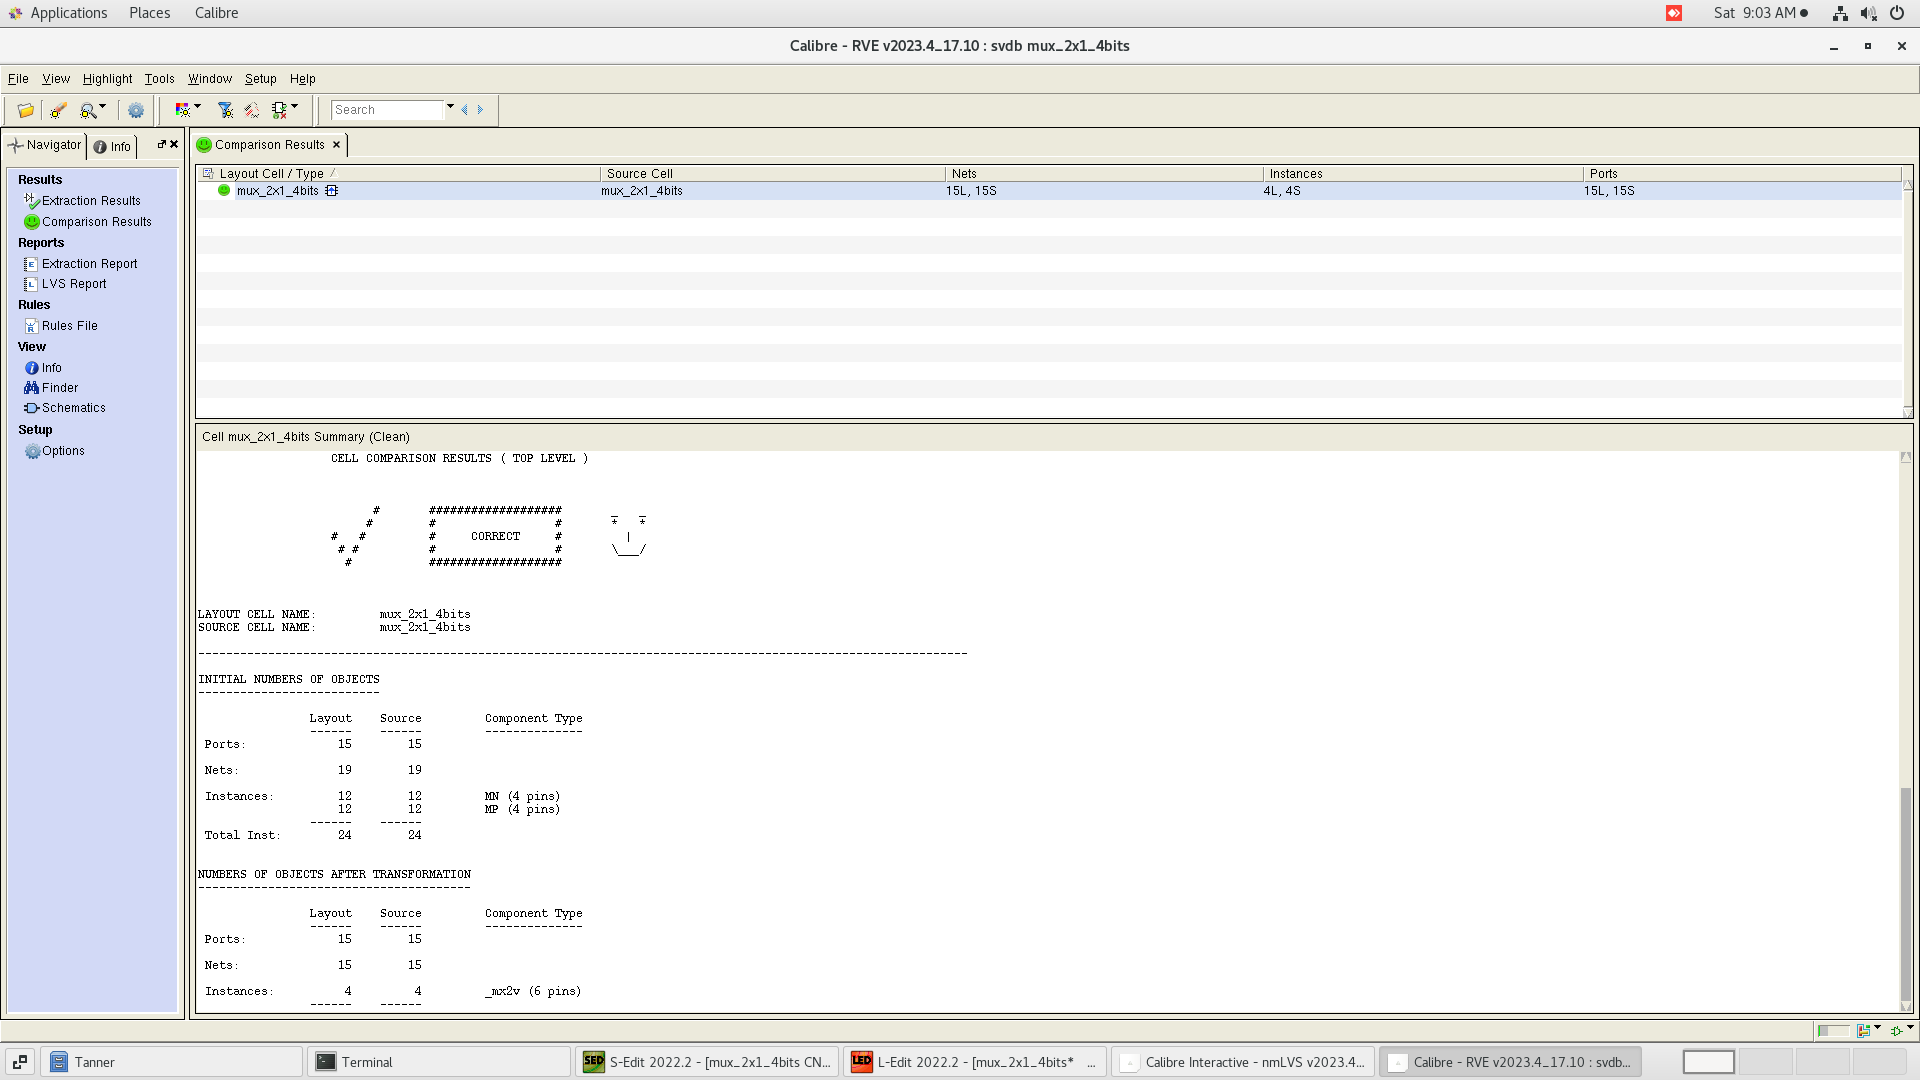 Applications Places Calibre Sat 9:03 AM
Calibre - RVE v2023.4_17.10 : svdb mux_2x1_4bits
File View Highlight Tools Window Setup Help
Search
Navigator Info
Comparison Results
Results
Extraction Results
Comparison Results
Reports
Extraction Report
LVS Report
Rules
Rules File
View
Info
Finder
Schematics
Setup
Options
Layout Cell / Type Source Cell Nets Instances Ports
mux_2x1_4bits mux_2x1_4bits 15L, 15S 4L, 4S 15L, 15S
Cell mux_2x1_4bits Summary (Clean)
CELL COMPARISON RESULTS ( TOP LEVEL )
# ################### _ _
# # # * *
# # # CORRECT # |
# # # # \___/
# ###################
LAYOUT CELL NAME: mux_2x1_4bits
SOURCE CELL NAME: mux_2x1_4bits
--------------------------------------------------------------------------------------------------------------
INITIAL NUMBERS OF OBJECTS
--------------------------
Layout Source Component Type
------ ------ --------------
Ports: 15 15
Nets: 19 19
Instances: 12 12 MN (4 pins)
12 12 MP (4 pins)
------ ------
Total Inst: 24 24
NUMBERS OF OBJECTS AFTER TRANSFORMATION
---------------------------------------
Layout Source Component Type
------ ------ --------------
Ports: 15 15
Nets: 15 15
Instances: 4 4 _mx2v (6 pins)
------ ------
Tanner
Terminal
SED S-Edit 2022.2 - [mux_2x1_4bits CN...
LED L-Edit 2022.2 - [mux_2x1_4bits* ...
Calibre Interactive - nmLVS v2023.4...
Calibre - RVE v2023.4_17.10 : svdb...